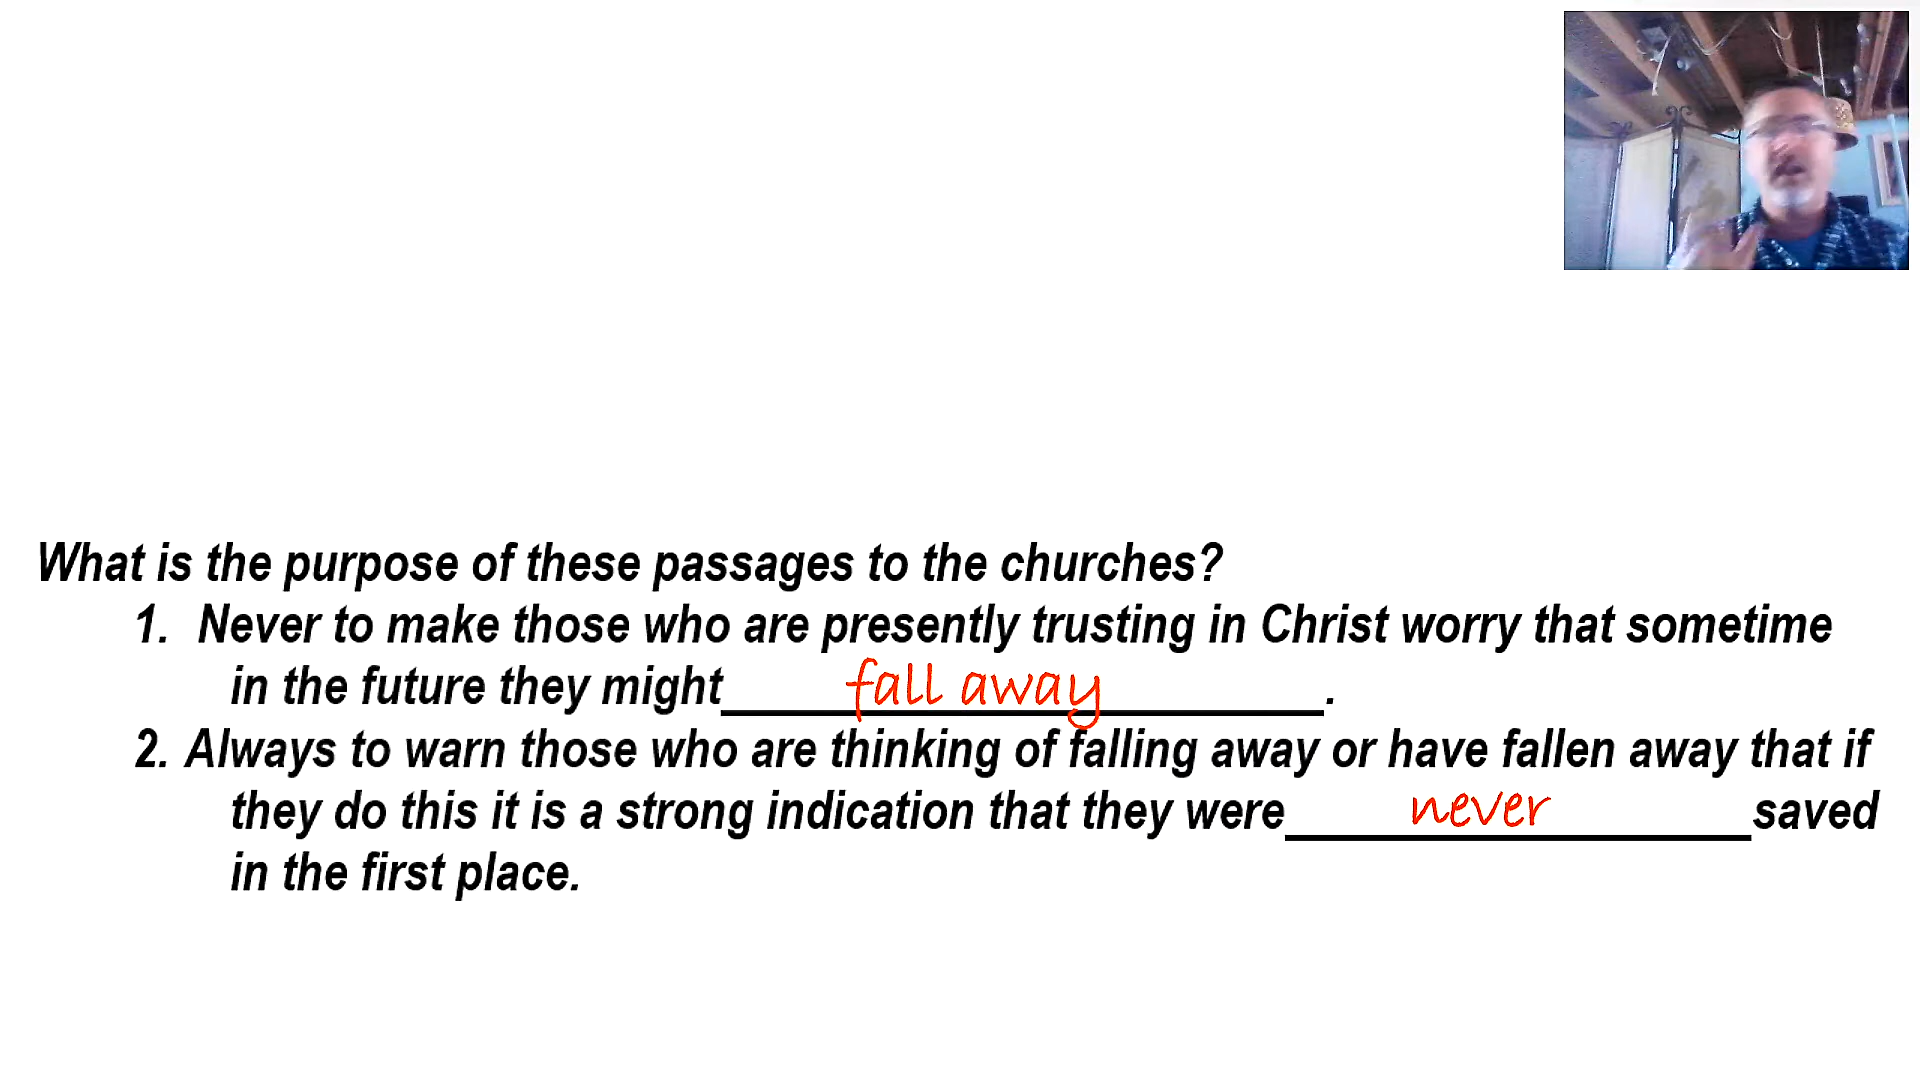 What is the purpose of these passages to the churches?
1. Never to make those who are presently trusting in Christ worry that sometime
in the future they might fall away.
2. Always to warn those who are thinking of falling away or have fallen away that if
they do this it is a strong indication that they were never saved
in the first place.